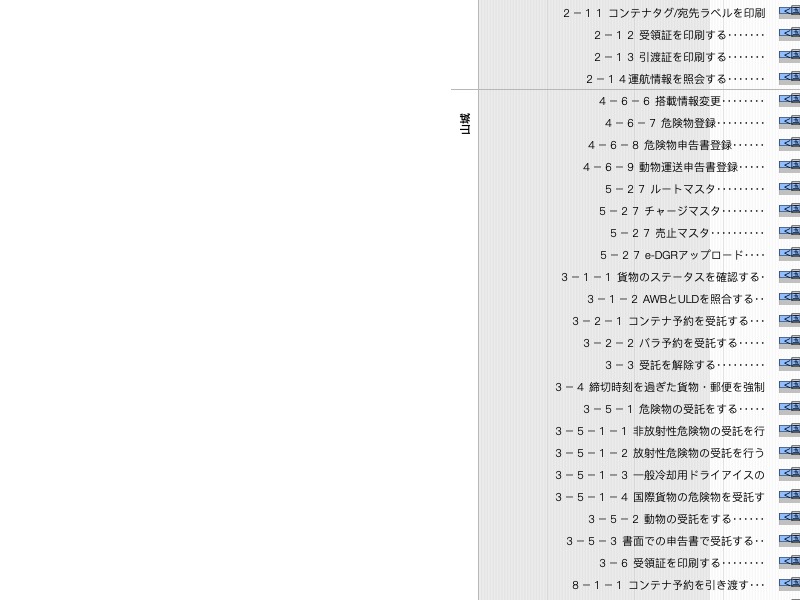 ２－１１ コンテナタグ/宛先ラベルを印刷
２－１２ 受領証を印刷する･･･････
２－１３ 引渡証を印刷する･･･････
２－１４運航情報を照会する･･･････
４－６－６ 搭載情報変更････････
４－６－７ 危険物登録････････
４－６－８ 危険物申告書登録･･････
４－６－９ 動物運送申告書登録･････
５－２７ ルートマスタ･････････
５－２７ チャージマスタ････････
５－２７ 売止マスタ･･････････
５－２７ e-DGRアップロード････
３－１－１ 貨物のステータスを確認する･
３－１－２ AWBとULDを照合する･･
３－２－１ コンテナ予約を受託する･･･
３－２－２ バラ予約を受託する･････
３－３ 受託を解除する･････････
３－４ 締切時刻を過ぎた貨物・郵便を強制
３－５－１ 危険物の受託をする･････
３－５－１－１ 非放射性危険物の受託を行
３－５－１－２ 放射性危険物の受託を行う
３－５－１－３ 一般冷却用ドライアイスの
３－５－１－４ 国際貨物の危険物を受託す
３－５－２ 動物の受託をする･･････
３－５－３ 書面での申告書で受託する･･
３－６ 受領証を印刷する････････
８－１－１ コンテナ予約を引き渡す･･･